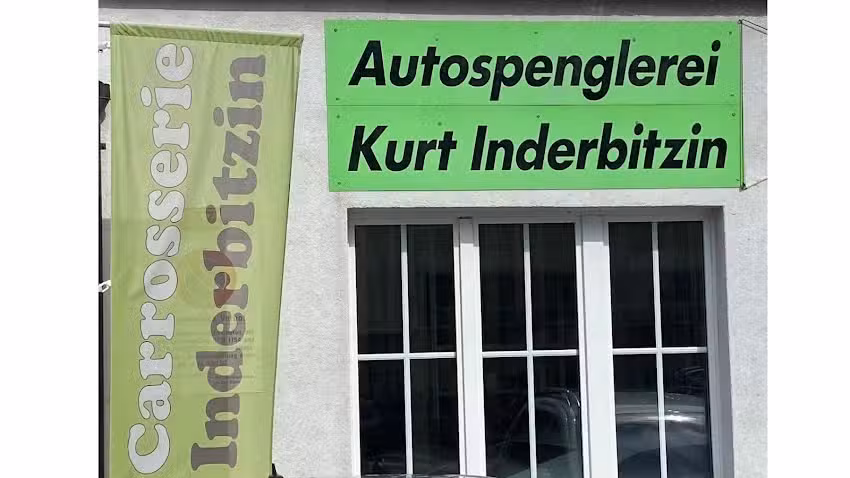 Carrosserie
Inderbitzin
Autospenglerei
Kurt Inderbitzin